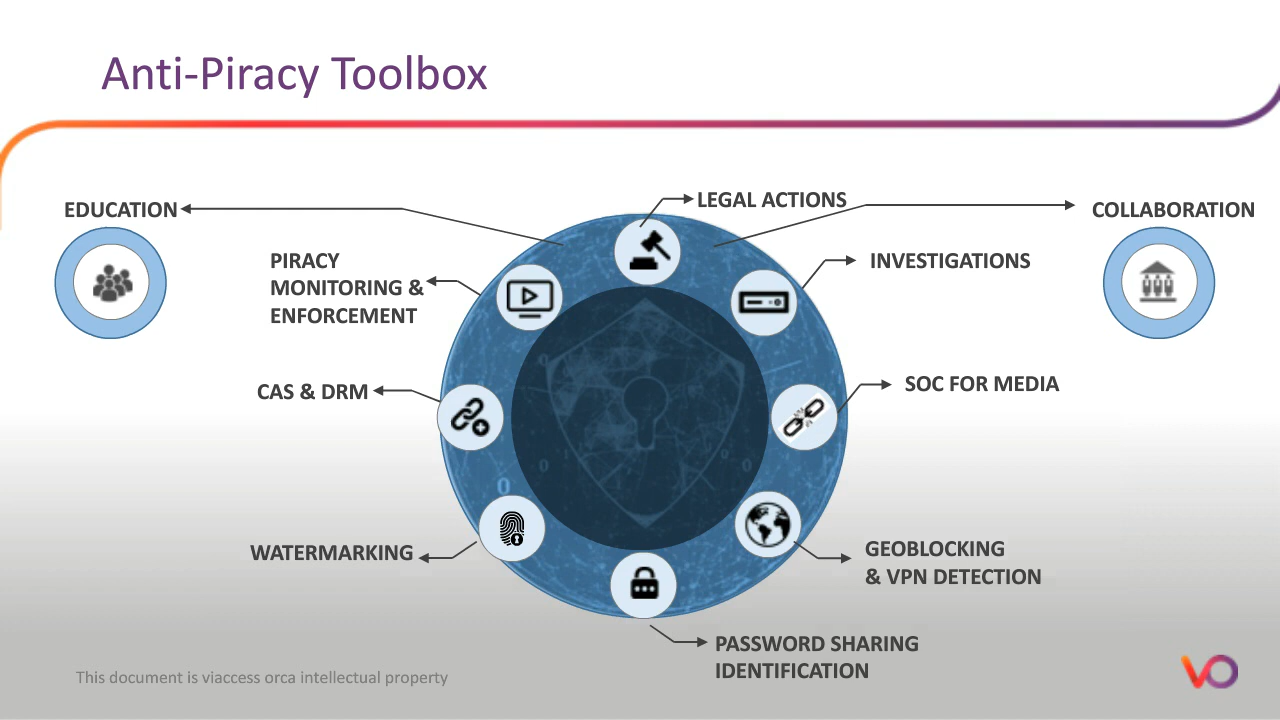 Anti-Piracy Toolbox
EDUCATION
LEGAL ACTIONS
COLLABORATION
PIRACY
MONITORING &
ENFORCEMENT
INVESTIGATIONS
CAS & DRM
SOC FOR MEDIA
WATERMARKING
GEOBLOCKING
& VPN DETECTION
PASSWORD SHARING
IDENTIFICATION
This document is viaccess orca intellectual property
VO